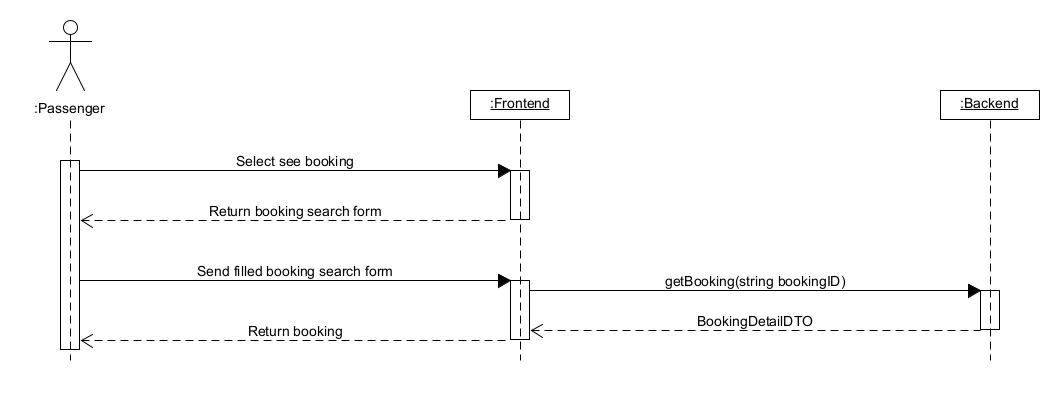 :Passenger
:Frontend
:Backend
Select see booking
Return booking search form
Send filled booking search form
getBooking(string bookingID)
BookingDetailDTO
Return booking